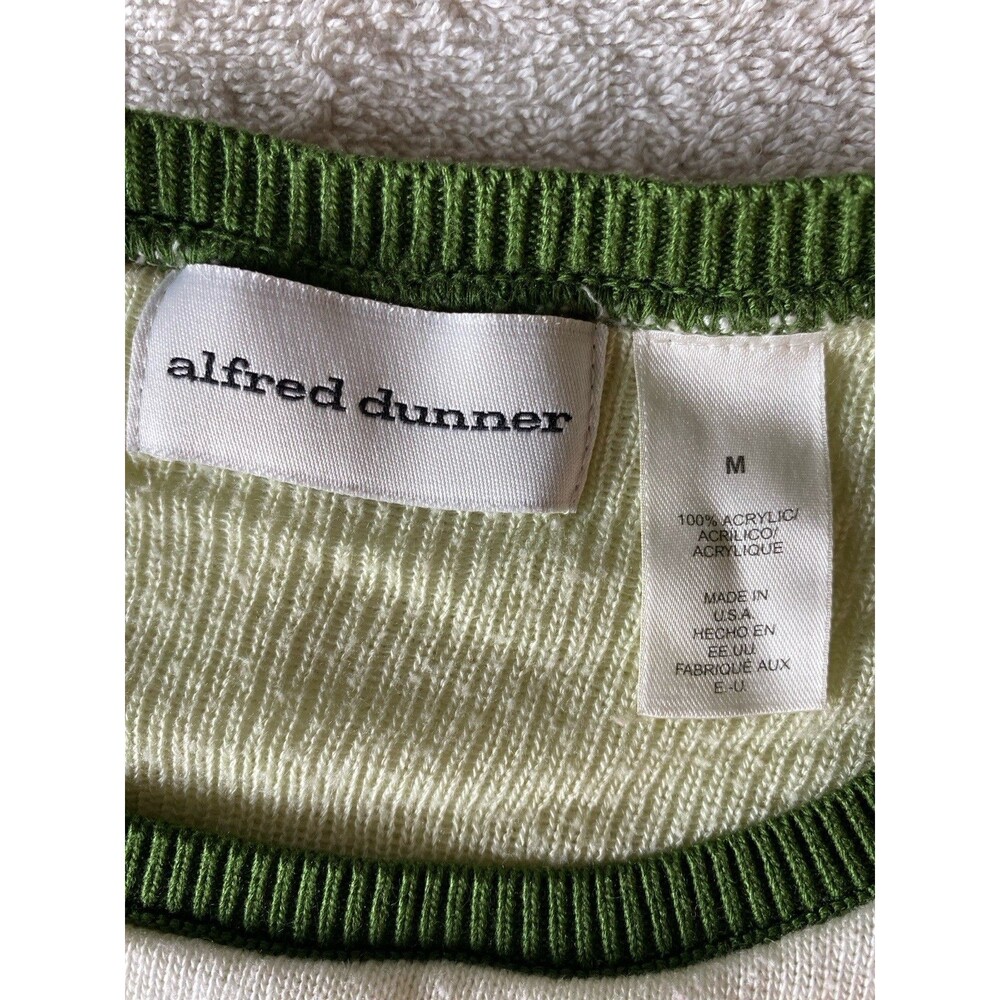 alfred dunner
M
100% ACRYLIC/
ACRILICO/
ACRYLIQUE
MADE IN
U.S.A.
HECHO EN
EE.UU.
FABRIQUÉ AUX
E.-U.